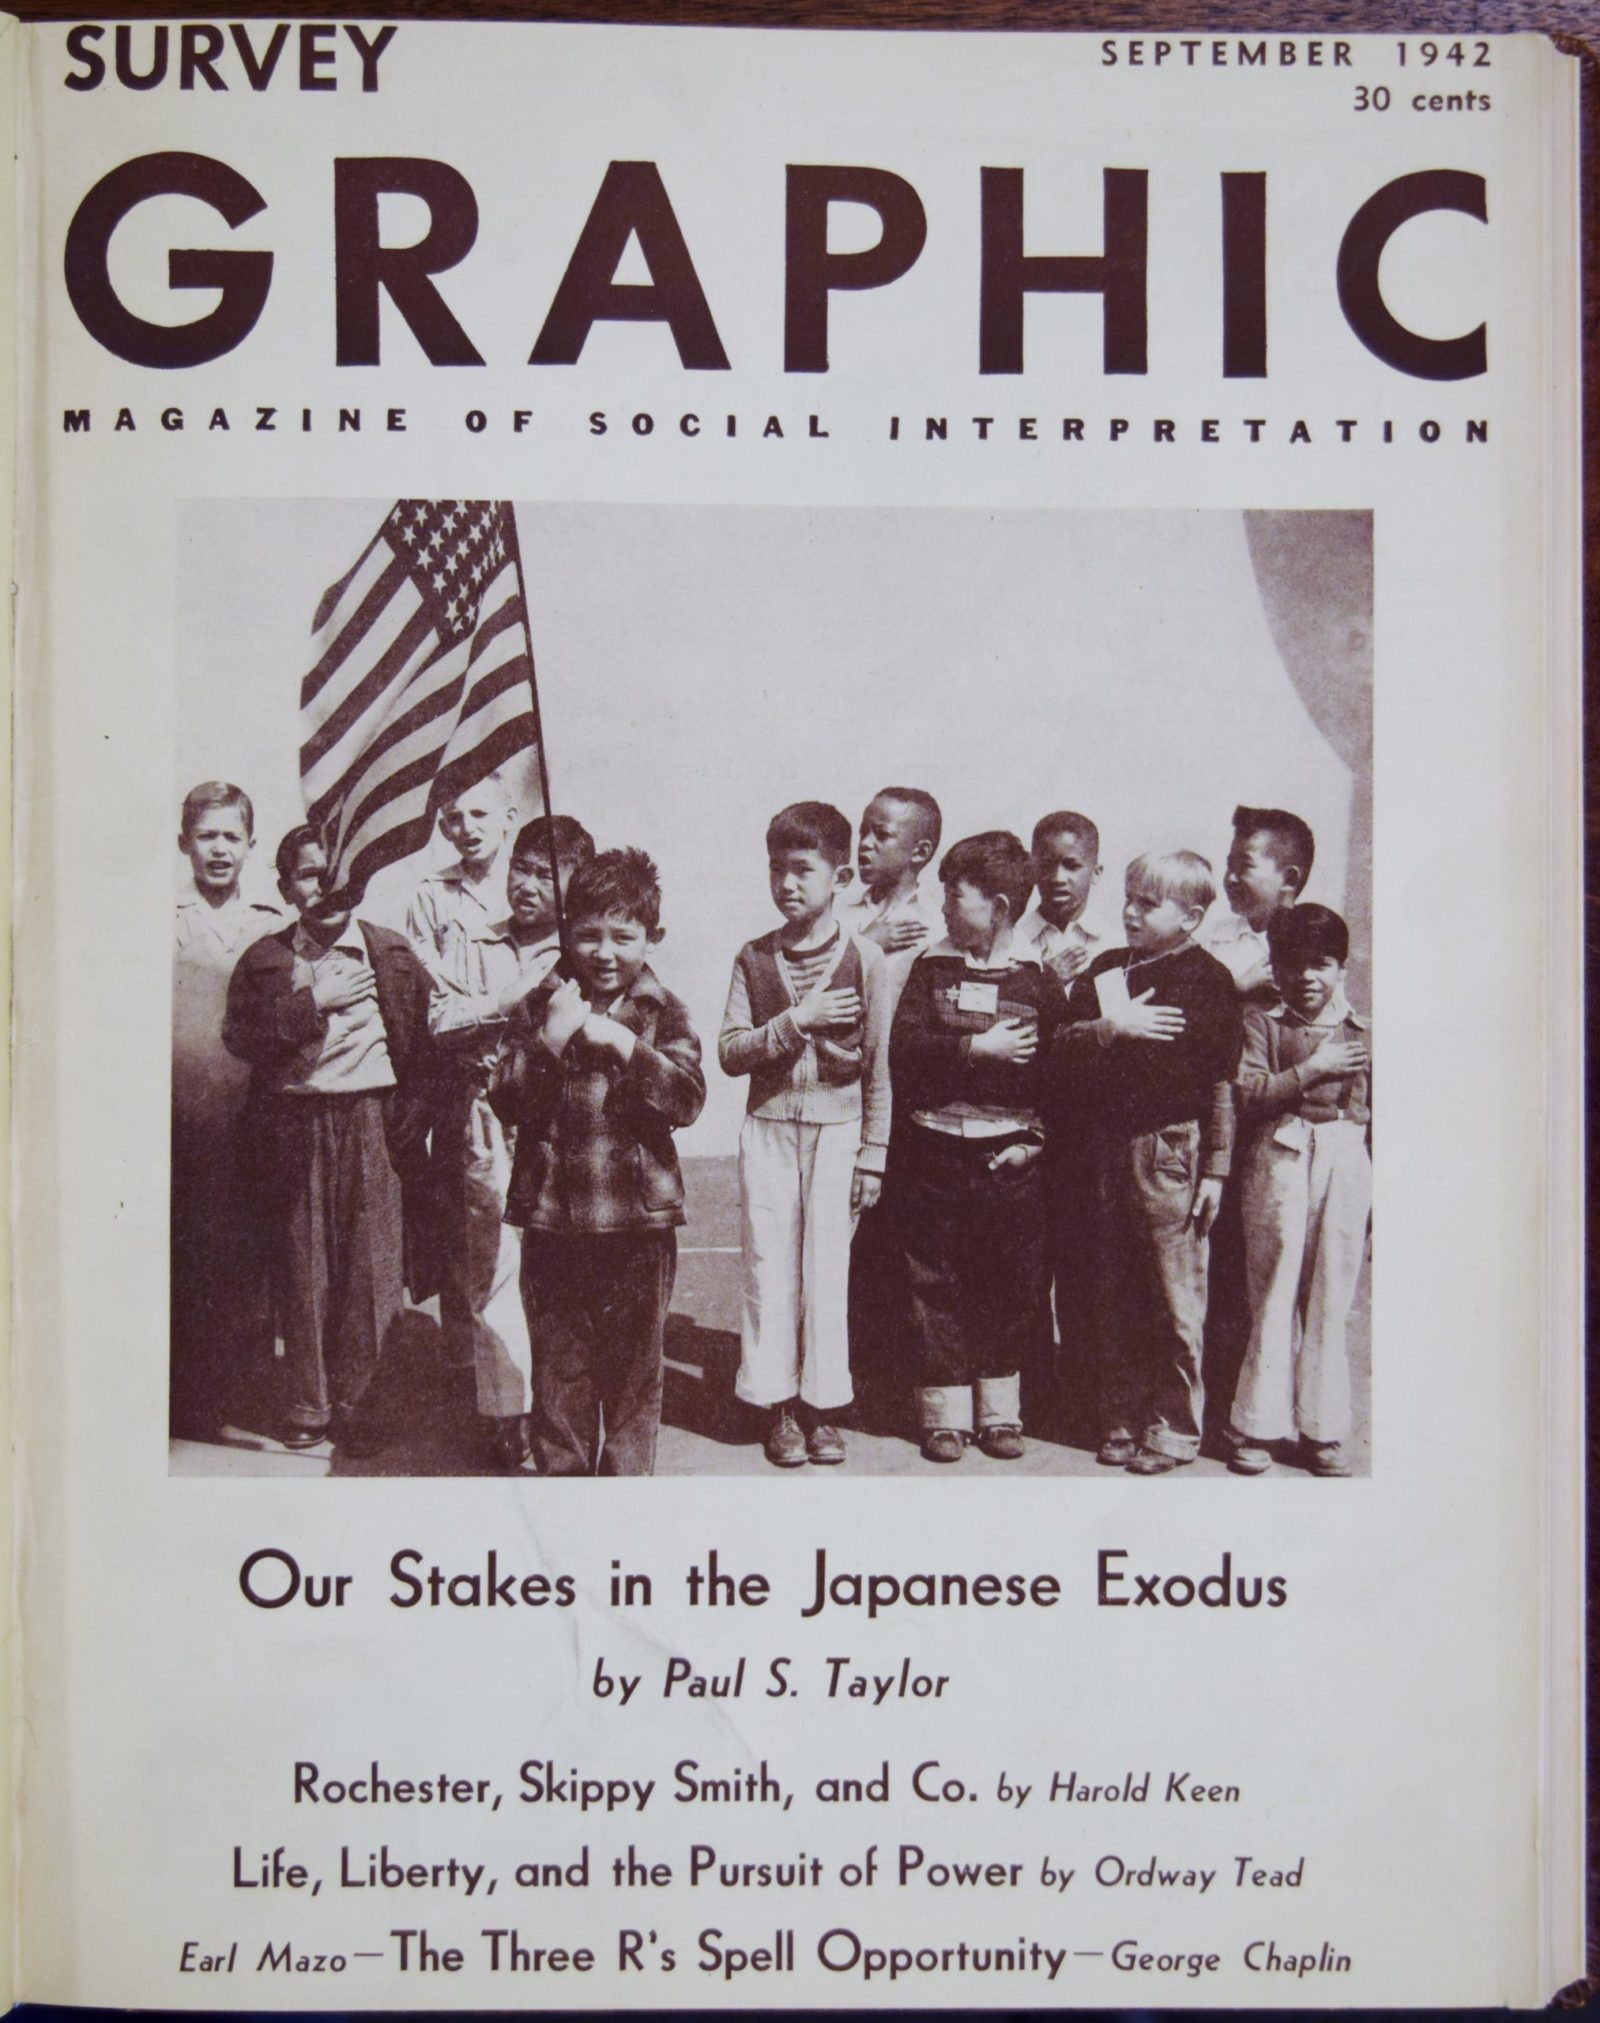 SURVEY
SEPTEMBER 1942
30 cents
GRAPHIC
MAGAZINE OF SOCIAL INTERPRETATION
Our Stakes in the Japanese Exodus
by Paul S. Taylor
Rochester, Skippy Smith, and Co. by Harold Keen
Life, Liberty, and the Pursuit of Power by Ordway Tead
Earl Mazo—The Three R's Spell Opportunity—George Chaplin